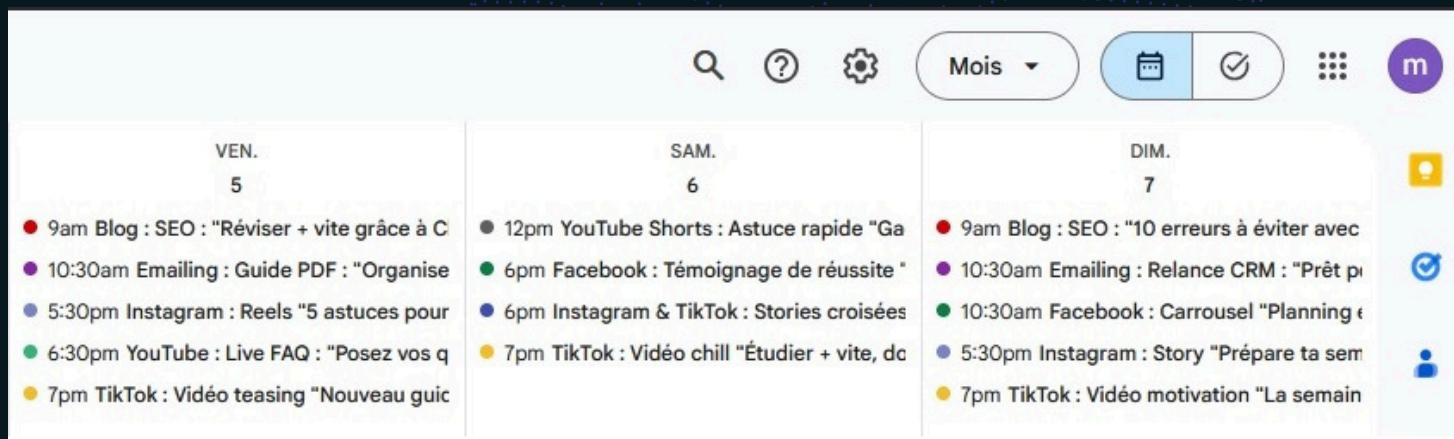 Mois
m
VEN.
5
9am Blog : SEO : "Réviser + vite grâce à
10:30am Emailing : Guide PDF : "Organise
5:30pm Instagram : Reels "5 astuces pour
6:30pm YouTube : Live FAQ : "Posez vos q
7pm TikTok : Vidéo teasing "Nouveau guid
SAM.
6
12pm YouTube Shorts : Astuce rapide "Ga
6pm Facebook : Témoignage de réussite "
6pm Instagram & TikTok : Stories croisées
7pm TikTok : Vidéo chill "Étudier + vite, do
DIM.
7
9am Blog : SEO : "10 erreurs à éviter avec
10:30am Emailing : Relance CRM : "Prêt
10:30am Facebook : Carrousel "Planning
5:30pm Instagram : Story "Prépare ta sem
7pm TikTok : Vidéo motivation "La semain